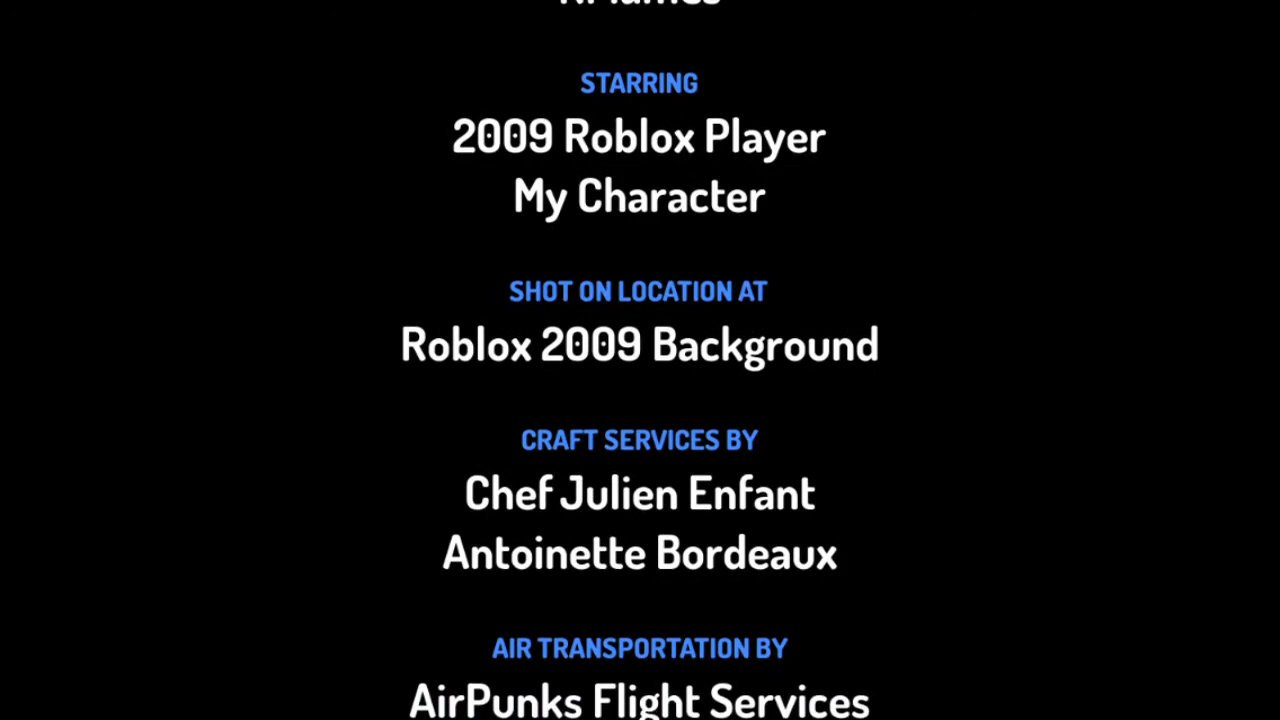 STARRING
2009 Roblox Player
My Character
SHOT ON LOCATION AT
Roblox 2009 Background
CRAFT SERVICES BY
Chef Julien Enfant
Antoinette Bordeaux
AIR TRANSPORTATION BY
AirPunks Flight Services